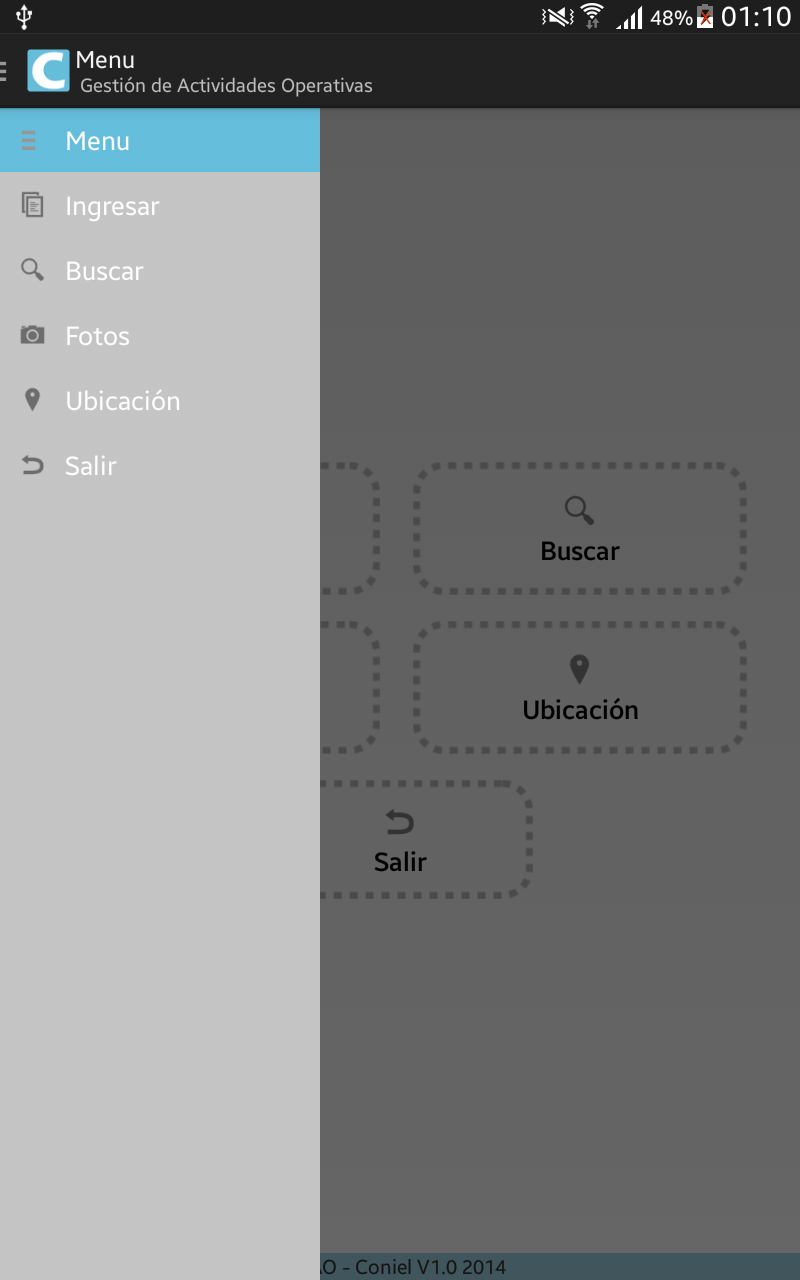 48% 01:10
Menu
Gestión de Actividades Operativas
Menu
Ingresar
Buscar
Fotos
Ubicación
Salir
Buscar
Ubicación
Salir
- Coniel V1.0 2014